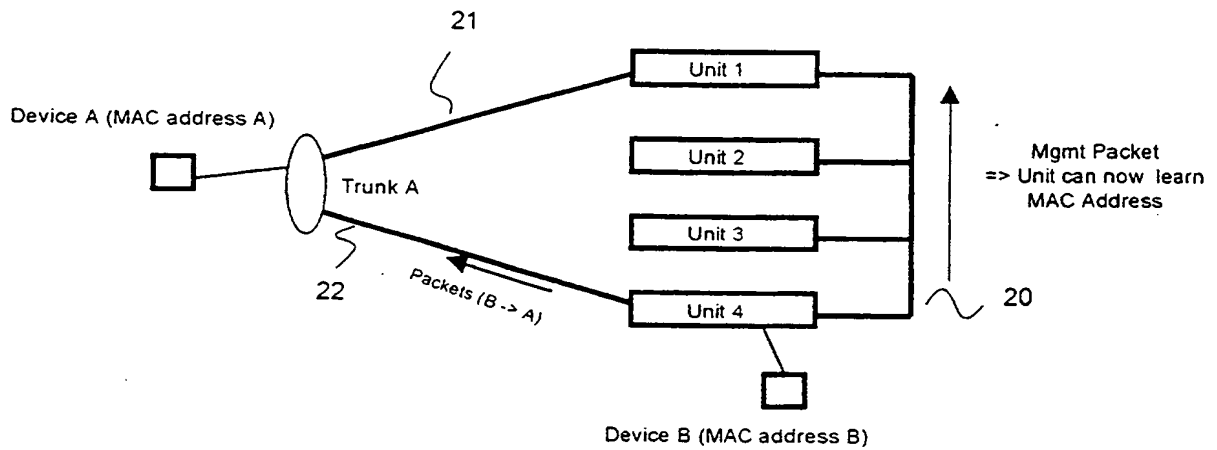 21
Unit 1
Device A (MAC address A)
Unit 2
Mgmt Packet
=> Unit can now learn
MAC Address
Trunk A
Unit 3
22
Packets (B -> A)
Unit 4
20
Device B (MAC address B)